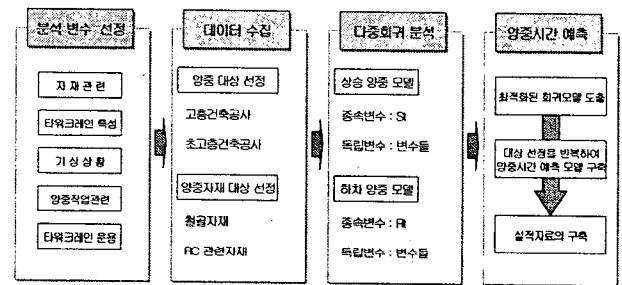 분석 변수 선정
자재관련
타워크레인 특성
기상상황
양중작업관련
타워크레인 운용
데이터 수집
양중 대상 선정
고층건축공사
초고층건축공사
양중자재 대상 선정
철골자재
RC 관련자재
다중회귀 분석
상승 양중 모델
종속변수 : St
독립변수 : 변수들
하차 양중 모델
종속변수 : Rt
독립변수 : 변수들
양중시간 예측
최적화된 회귀모델 도출
대상 선정을 반복하여
양중시간 예측 모델 구축
실적자료의 구축